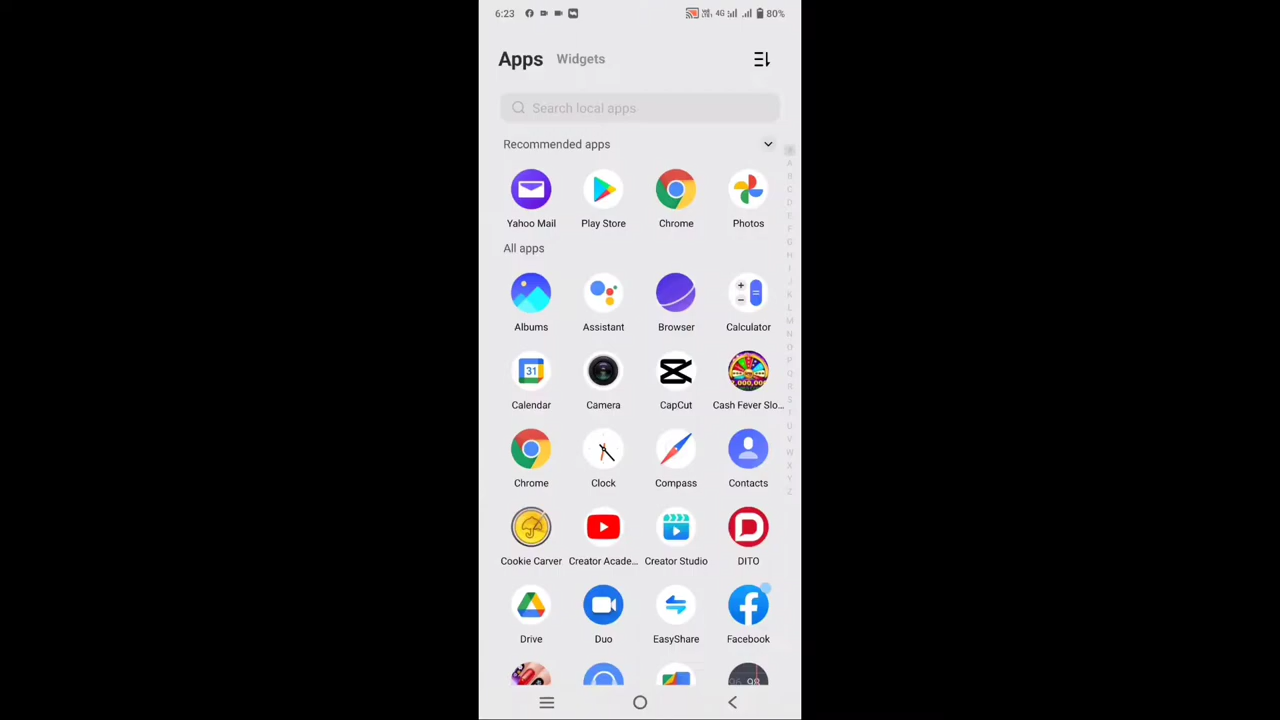 6:23 4G 80%
Apps Widgets
Search local apps
Recommended apps
Yahoo Mail Play Store Chrome Photos
All apps
Albums Assistant Browser Calculator
31
Calendar Camera CapCut Cash Fever Slo...
Chrome Clock Compass Contacts
Cookie Carver Creator Acade... Creator Studio DITO
Drive Duo EasyShare Facebook